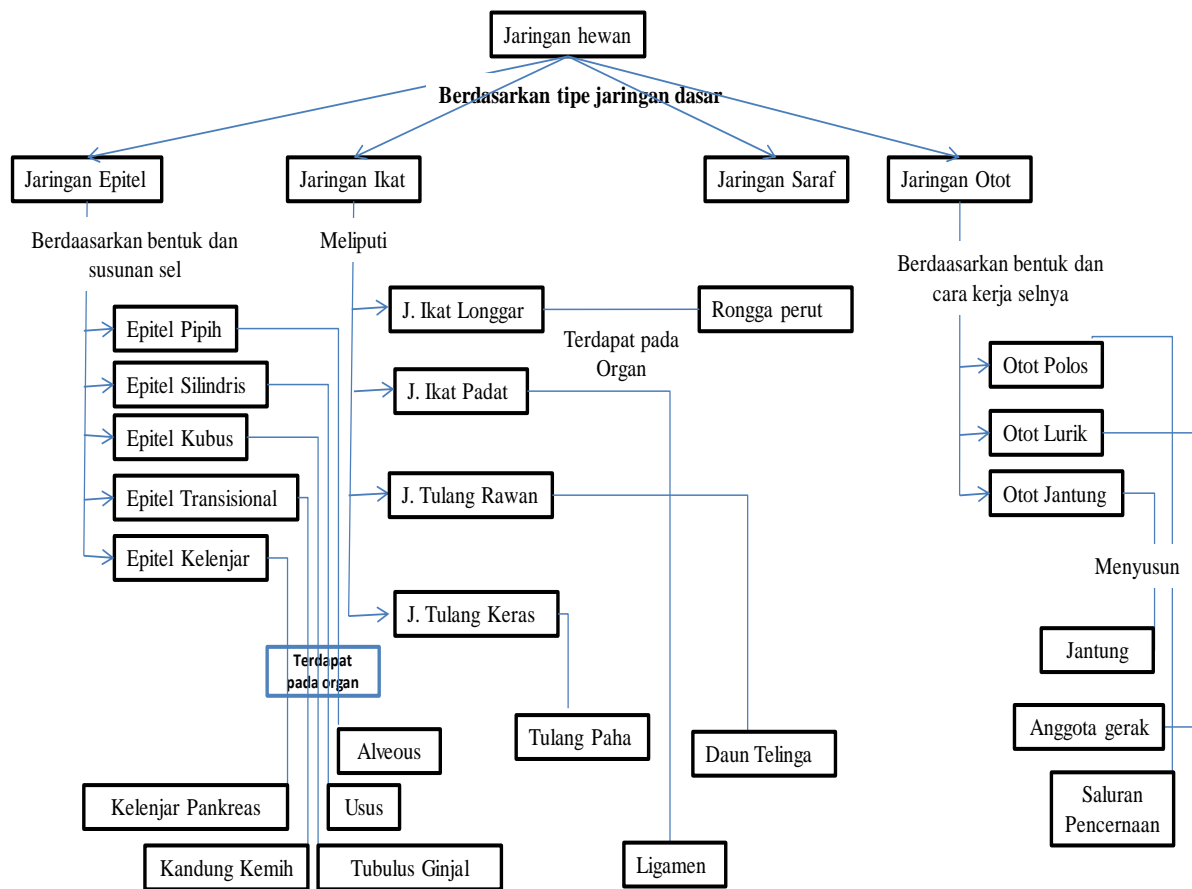 Jaringan hewan
Berdasarkan tipe jaringan dasar
Jaringan Epitel
Jaringan Ikat
Jaringan Saraf
Jaringan Otot
Berdaasarkan bentuk dan
susunan sel
Meliputi
Berdaasarkan bentuk dan
cara kerja selnya
Epitel Pipih
Epitel Silindris
Epitel Kubus
Epitel Transisional
Epitel Kelenjar
J. Ikat Longgar
Rongga perut
Terdapat pada
Organ
J. Ikat Padat
J. Tulang Rawan
J. Tulang Keras
Otot Polos
Otot Lurik
Otot Jantung
Menyusun
Terdapat
pada organ
Jantung
Anggota gerak
Saluran
Pencernaan
Alveous
Tulang Paha
Daun Telinga
Kelenjar Pankreas
Usus
Kandung Kemih
Tubulus Ginjal
Ligamen